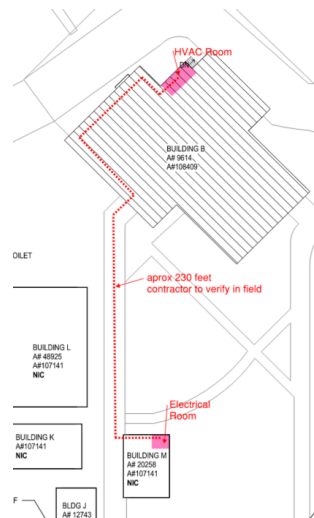 HVAC Room
BUILDING B
A# 9614
A#108409
OILET
aprox 230 feet
contractor to verify in field
BUILDING L
A# 48925
A#107141
NIC
Electrical
Room
BUILDING K
A#107141
NIC
BUILDING M
A# 20258
A#107141
NIC
F
BLDG J
A# 12743